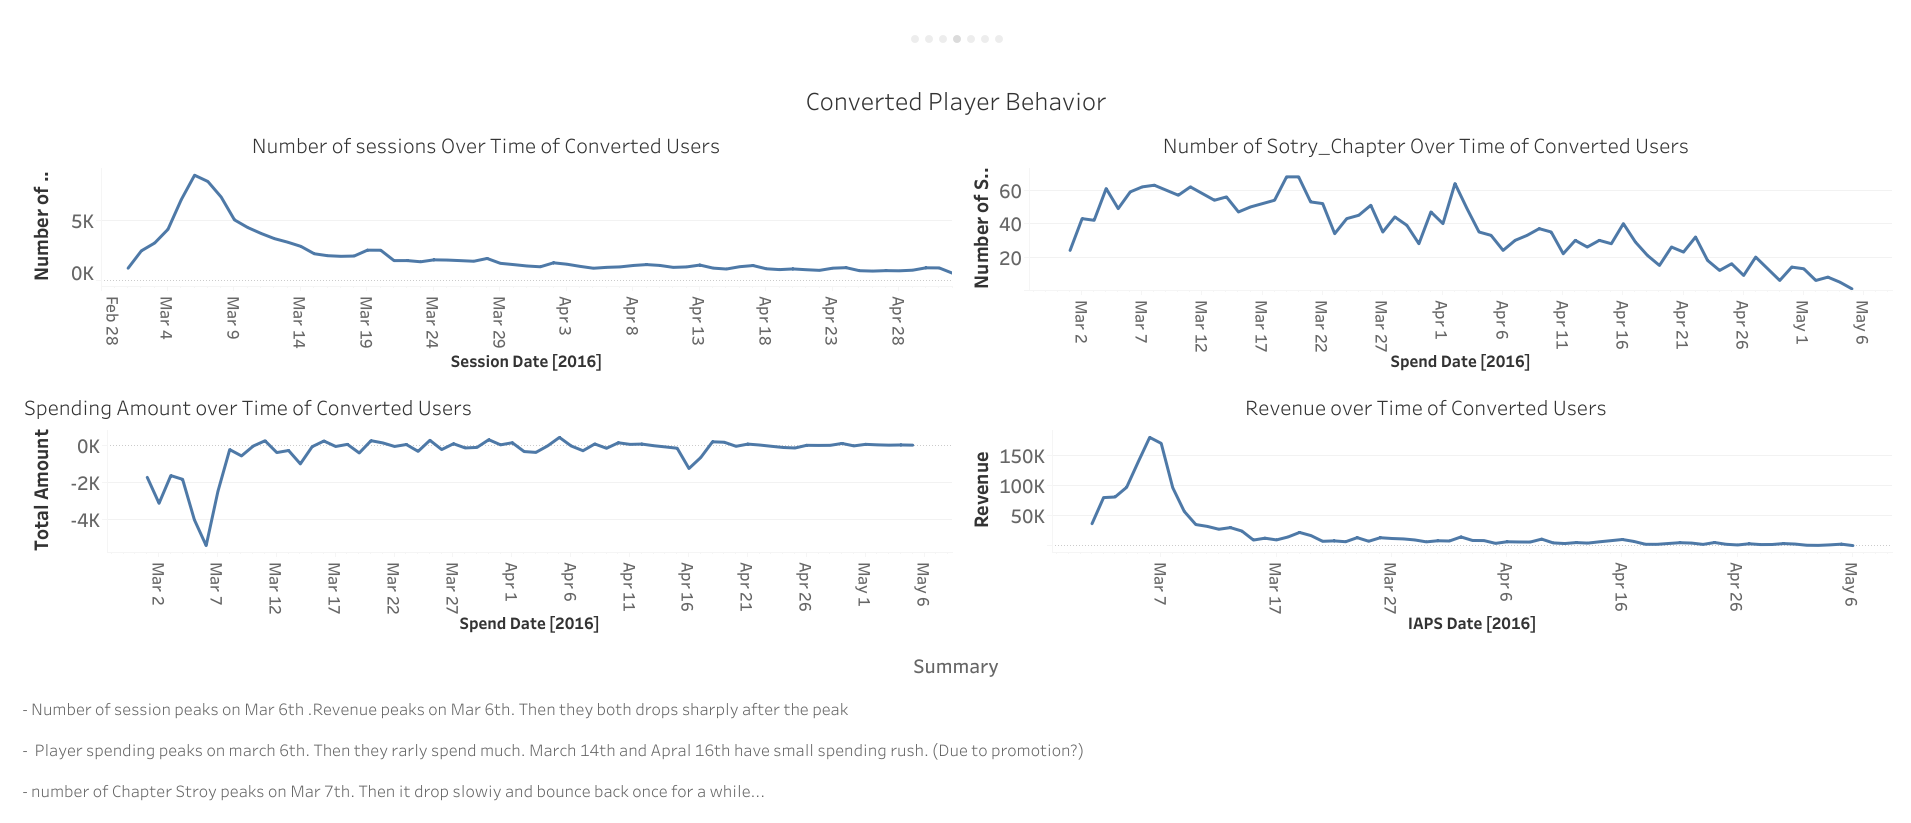 Converted Player Behavior
Number of sessions Over Time of Converted Users
Number of ..
5K
0K
Feb 28
Mar 4
Mar 9
Mar 14
Mar 19
Mar 24
Mar 29
Apr 3
Apr 8
Apr 13
Apr 18
Apr 23
Apr 28
Session Date [2016]
Number of Sotry_Chapter Over Time of Converted Users
Number of S..
60
40
20
Mar 2
Mar 7
Mar 12
Mar 17
Mar 22
Mar 27
Apr 1
Apr 6
Apr 11
Apr 16
Apr 21
Apr 26
May 1
May 6
Spend Date [2016]
Spending Amount over Time of Converted Users
Total Amount
0K
-2K
-4K
Mar 2
Mar 7
Mar 12
Mar 17
Mar 22
Mar 27
Apr 1
Apr 6
Apr 11
Apr 16
Apr 21
Apr 26
May 1
May 6
Spend Date [2016]
Revenue over Time of Converted Users
Revenue
150K
100K
50K
Mar 7
Mar 17
Mar 27
Apr 6
Apr 16
Apr 26
May 6
IAPS Date [2016]
Summary
- Number of session peaks on Mar 6th .Revenue peaks on Mar 6th. Then they both drops sharply after the peak
-  Player spending peaks on march 6th. Then they rarly spend much. March 14th and Apral 16th have small spending rush. (Due to promotion?)
- number of Chapter Stroy peaks on Mar 7th. Then it drop slowiy and bounce back once for a while...